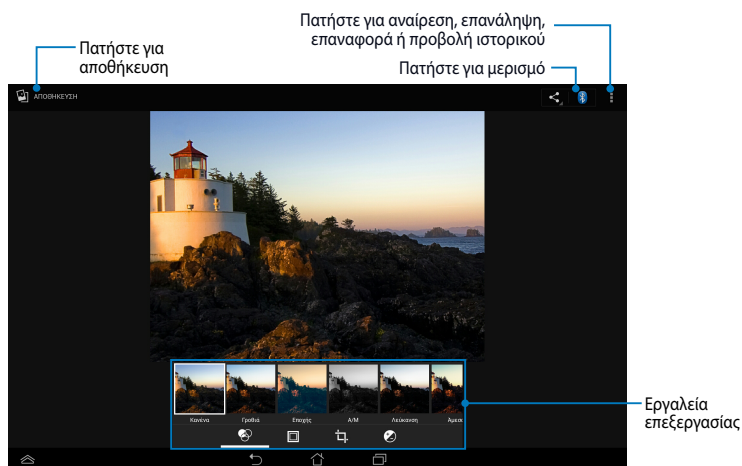 Πατήστε για αναίρεση, επανάληψη,
επαναφορά ή προβολή ιστορικού
Πατήστε για
αποθήκευση
Πατήστε για μερισμό
ΑΠΟΘΗΚΕΥΣΗ
Κανένα
Γροθιά
Εποχής
Α/Μ
Λεύκανση
Άμεσο
Εργαλεία
επεξεργασίας